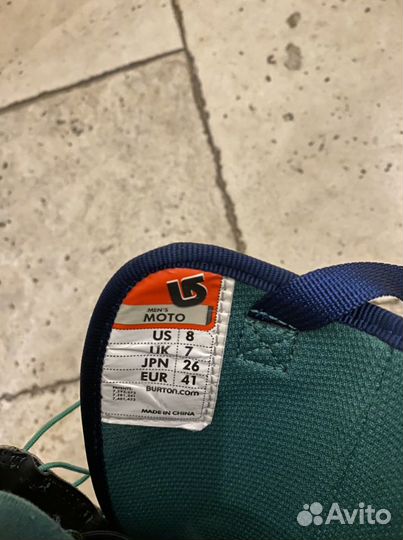 MEN'S
MOTO
US 8
UK 7
JPN 26
EUR 41
BURTON.com
MADE IN CHINA
Avito